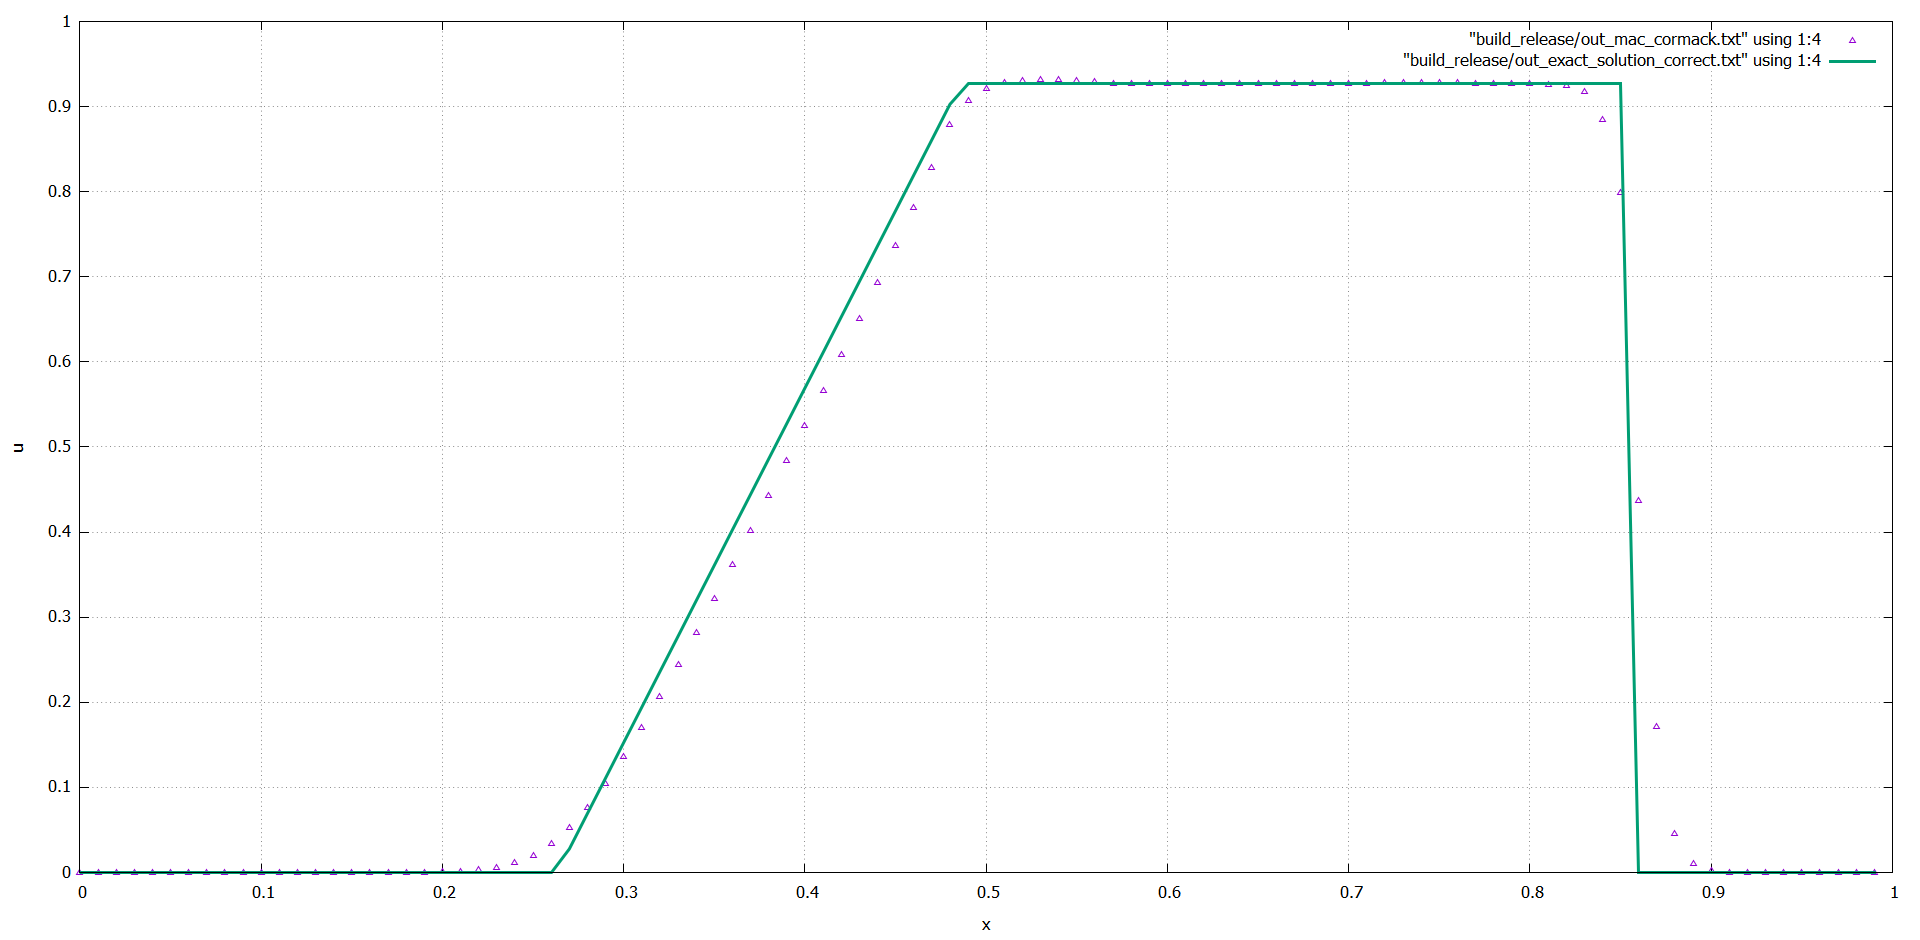 1
0.9
0.8
0.7
0.6
0.5
0.4
0.3
0.2
0.1
0
u
"build_release/out_mac_cormack.txt" using 1:4
"build_release/out_exact_solution_correct.txt" using 1:4
0 0.1 0.2 0.3 0.4 0.5 0.6 0.7 0.8 0.9 1
x